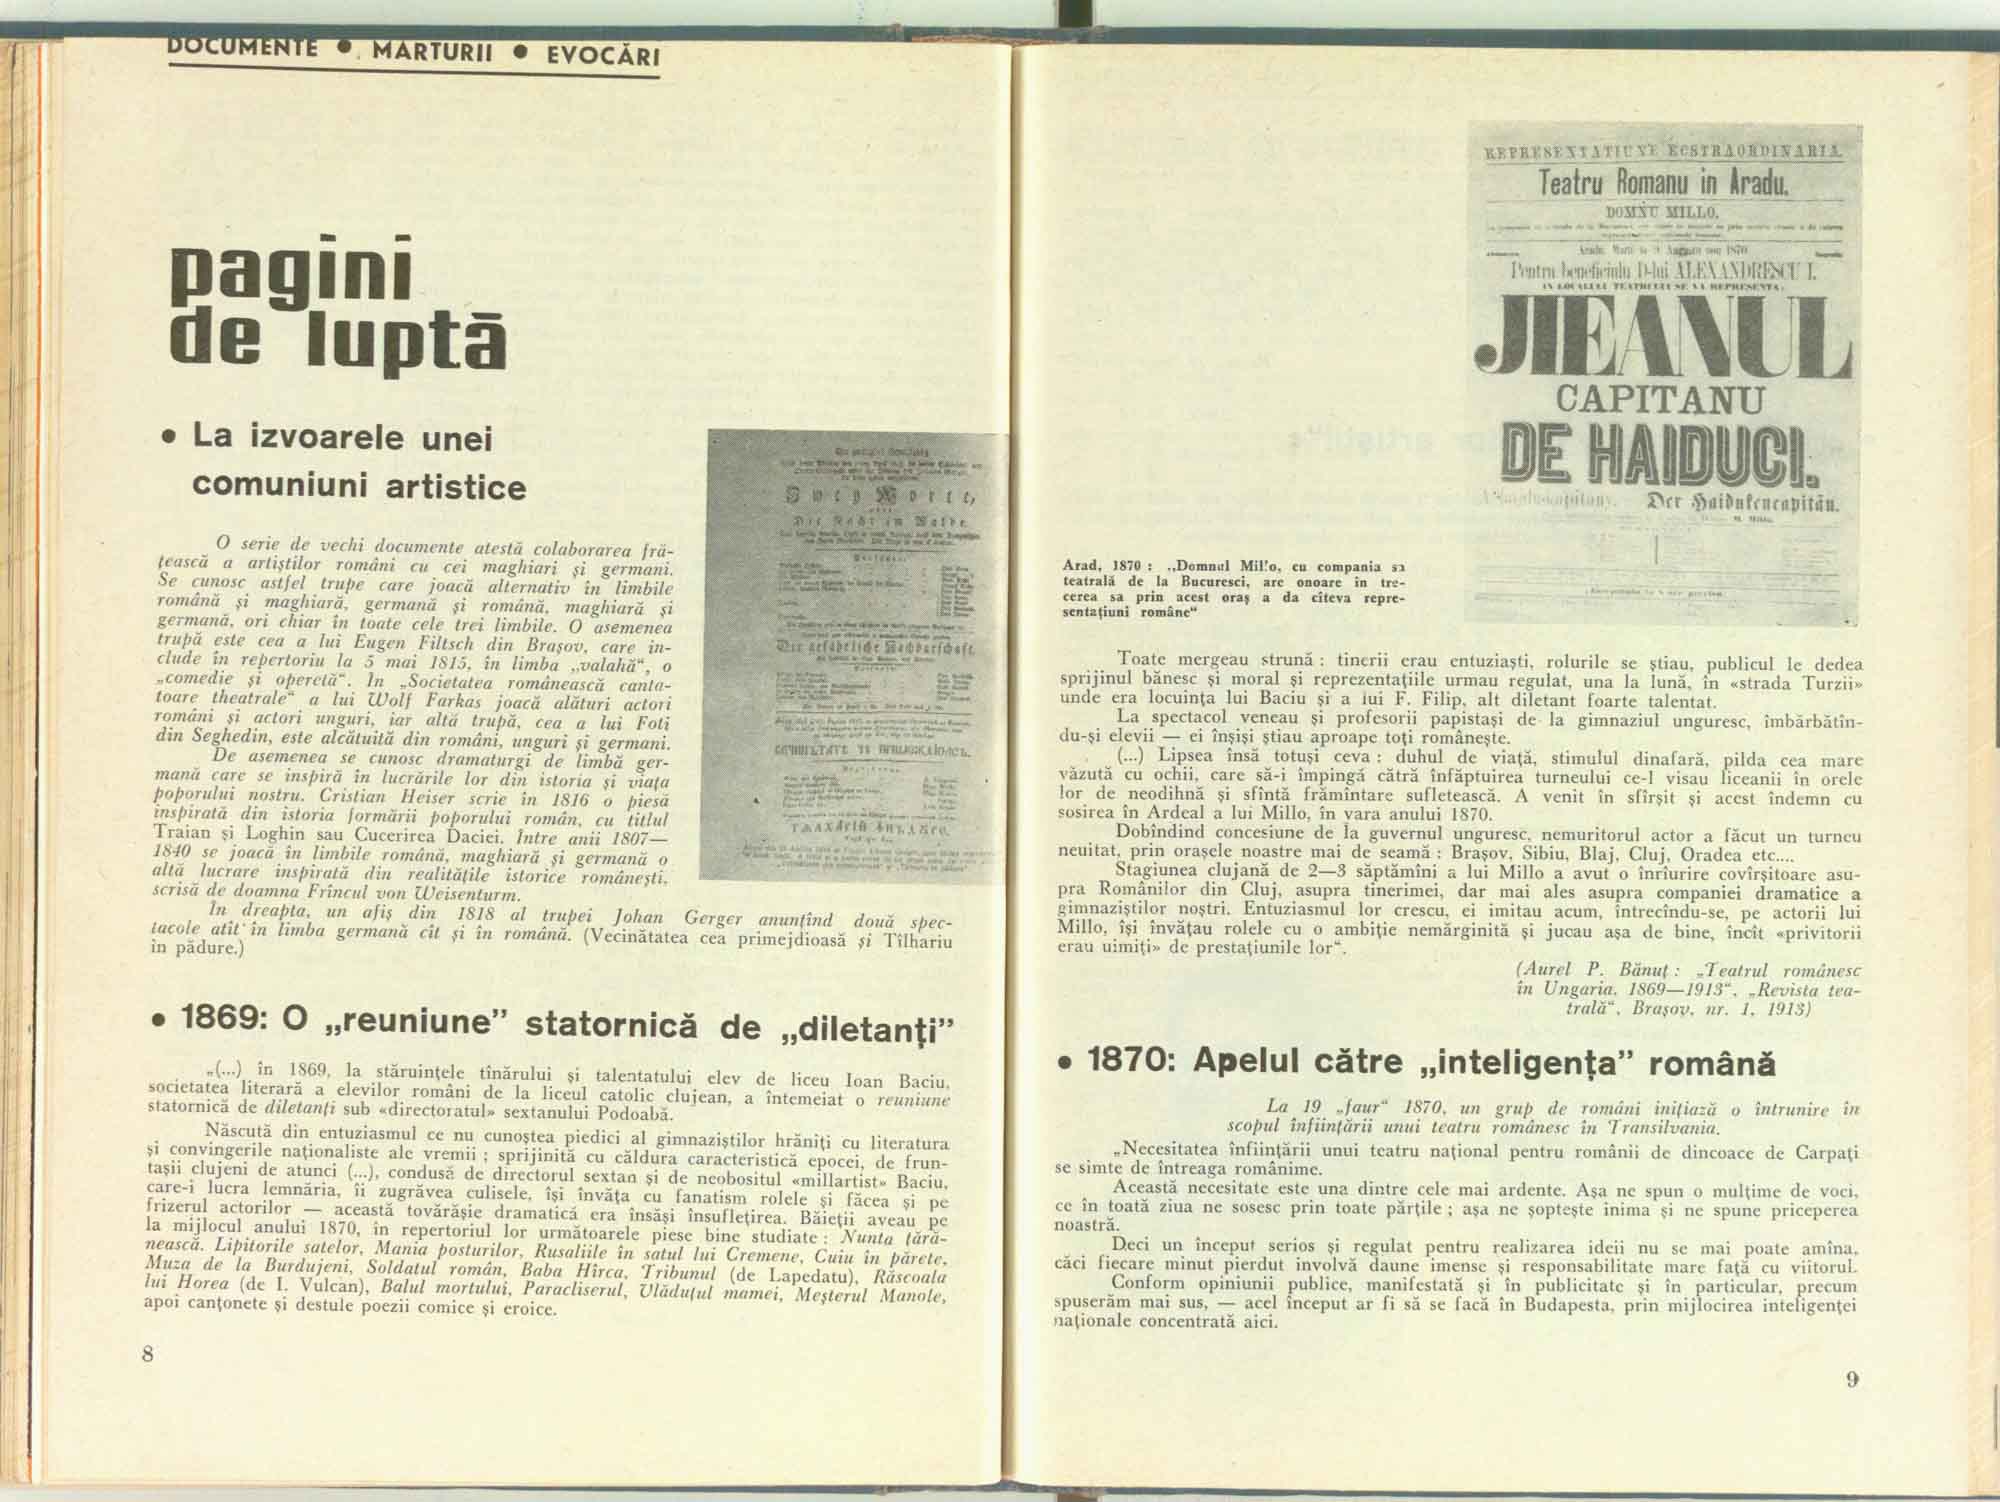 DOCUMENTE ● MARTURII ● EVOCĂRI
pagini
de luptă
● La izvoarele unei
comuniuni artistice
O serie de vechi documente atestă colaborarea fră-
țească a artiștilor români cu cei maghiari și germani.
Se cunosc astfel trupe care joacă alternativ în limbile
română și maghiară, germană și română, maghiară și
germană, ori chiar în toate cele trei limbile. O asemenea
trupă este cea a lui Eugen Filtsch din Brașov, care in-
clude în repertoriu la 5 mai 1815, în limba „valahă“, o
„comedie și operetă“. În „Societatea românească canta-
toare theatrale“ a lui Wolf Farkas joacă alături actori
români și actori unguri, iar altă trupă, cea a lui Foti
din Seghedin, este alcătuită din români, unguri și germani.
De asemenea se cunosc dramaturgi de limbă ger-
mană care se inspiră în lucrările lor din istoria și viața
poporului nostru. Cristian Heiser scrie în 1816 o piesă
inspirată din istoria formării poporului român, cu titlul
Traian și Loghin sau Cucerirea Daciei. Între anii 1807—
1840 se joacă în limbile română, maghiară și germană o
altă lucrare inspirată din realitățile istorice românești,
scrisă de doamna Frîncul von Weisenturm.
În dreapta, un afiș din 1818 al trupei Johan Gerger anunțînd două spec-
tacole atît în limba germană cît și în română. (Vecinătatea cea primejdioasă și Tîlhariu
în pădure.)
Zwey Worte,
Die Nacht im Walde.
Der gefährliche Nachbarschaft.
● 1869: O „reuniune” statornică de „diletanți”
„(...) în 1869, la stăruințele tînărului și talentatului elev de liceu Ioan Baciu,
societatea literară a elevilor români de la liceul catolic clujean, a întemeiat o reuniune
statornică de diletanți sub «directoratul» sextanului Podoabă.
Născută din entuziasmul ce nu cunoștea piedici al gimnaziștilor hrăniți cu literatura
și convingerile naționaliste ale vremii ; sprijinită cu căldura caracteristică epocei, de frun-
tașii clujeni de atunci (...), condusă de directorul sextan și de neobositul «millartist» Baciu,
care-i lucra lemnăria, îi zugrăvea culisele, își învăța cu fanatism rolele și făcea și pe
frizerul actorilor — această tovărășie dramatică era însăși însuflețirea. Băieții aveau pe
la mijlocul anului 1870, în repertoriul lor următoarele piese bine studiate : Nunta țără-
nească, Lipitorile satelor, Mania posturilor, Rusaliile în satul lui Cremene, Cuiu în părete,
Muza de la Burdujeni, Soldatul român, Baba Hîrca, Tribunul (de Lapedatu), Răscoala
lui Horea (de I. Vulcan), Balul mortului, Paracliserul, Vlăduțul mamei, Meșterul Manole,
apoi canțonete și destule poezii comice și eroice.
8
REPRESENTATIUNE ECSTRAORDINARIA.
Teatru Romanu in Aradu.
DOMNU MILLO,
Pentru beneficiulu D-lui ALEXANDRESCU I.
IN LOCALULU TEATRULUI SE VA REPRESENTA:
JIEANUL
CAPITANU
DE HAIDUCI.
Der Haidukencapitän.
Arad, 1870 : „Domnul Millo, cu compania sa
teatrală de la Bucuresci, are onoare în tre-
cerea sa prin acest oraș a da cîteva repre-
sentațiuni române“
Toate mergeau strună : tinerii erau entuziaști, rolurile se știau, publicul le dedea
sprijinul bănesc și moral și reprezentațiile urmau regulat, una la lună, în «strada Turzii»
unde era locuința lui Baciu și a lui F. Filip, alt diletant foarte talentat.
La spectacol veneau și profesorii papistași de la gimnaziul unguresc, îmbărbătîn-
du-și elevii — ei înșiși știau aproape toți românește.
(...) Lipsea însă totuși ceva : duhul de viață, stimulul dinafară, pilda cea mare
văzută cu ochii, care să-i împingă cătră înfăptuirea turneului ce-l visau liceanii în orele
lor de neodihnă și sfîntă frămîntare sufletească. A venit în sfîrșit și acest îndemn cu
sosirea în Ardeal a lui Millo, în vara anului 1870.
Dobîndind concesiune de la guvernul unguresc, nemuritorul actor a făcut un turneu
neuitat, prin orașele noastre mai de seamă : Brașov, Sibiu, Blaj, Cluj, Oradea etc....
Stagiunea clujană de 2—3 săptămîni a lui Millo a avut o înrîurire covîrșitoare asu-
pra Românilor din Cluj, asupra tinerimei, dar mai ales asupra companiei dramatice a
gimnaziștilor noștri. Entuziasmul lor crescu, ei imitau acum, întrecîndu-se, pe actorii lui
Millo, își învățau rolele cu o ambiție nemărginită și jucau așa de bine, încît «privitorii
erau uimiți» de prestațiunile lor“.
(Aurel P. Bănuț : „Teatrul românesc
în Ungaria, 1869—1913“, „Revista tea-
trală“, Brașov, nr. 1, 1913)
● 1870: Apelul către „inteligența” română
La 19 „faur“ 1870, un grup de români inițiază o întrunire în
scopul înființării unui teatru românesc în Transilvania.
„Necesitatea înființării unui teatru național pentru românii de dincoace de Carpați
se simte de întreaga românime.
Această necesitate este una dintre cele mai ardente. Așa ne spun o mulțime de voci,
ce în toată ziua ne sosesc prin toate părțile ; așa ne șoptește inima și ne spune priceperea
noastră.
Deci un început serios și regulat pentru realizarea ideii nu se mai poate amîna,
căci fiecare minut pierdut involvă daune imense și responsabilitate mare față cu viitorul.
Conform opiniunii publice, manifestată și în publicitate și în particular, precum
spuserăm mai sus, — acel început ar fi să se facă în Budapesta, prin mijlocirea inteligenței
naționale concentrată aici.
9